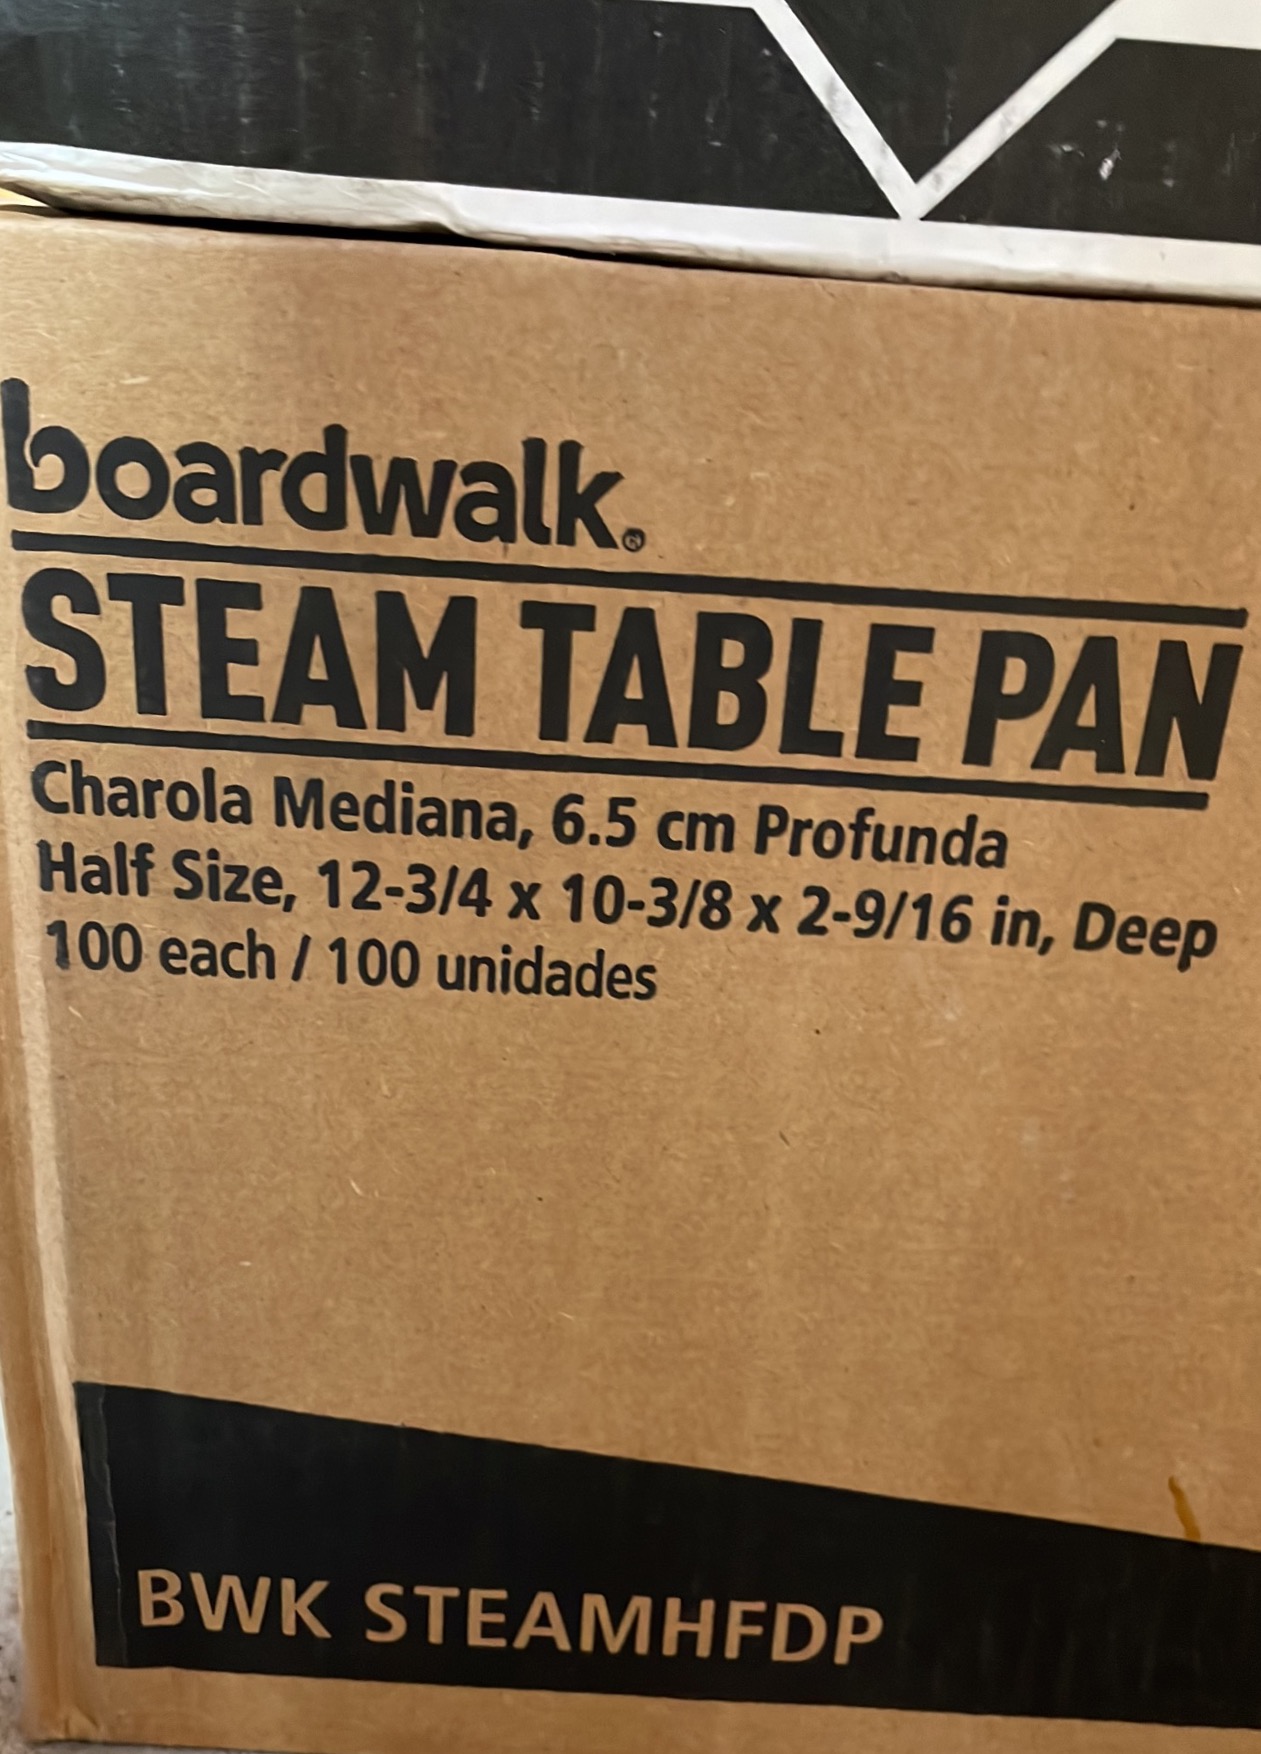 boardwalk®
STEAM TABLE PAN
Charola Mediana, 6.5 cm Profunda
Half Size, 12-3/4 x 10-3/8 x 2-9/16 in, Deep
100 each / 100 unidades
BWK STEAMHFDP